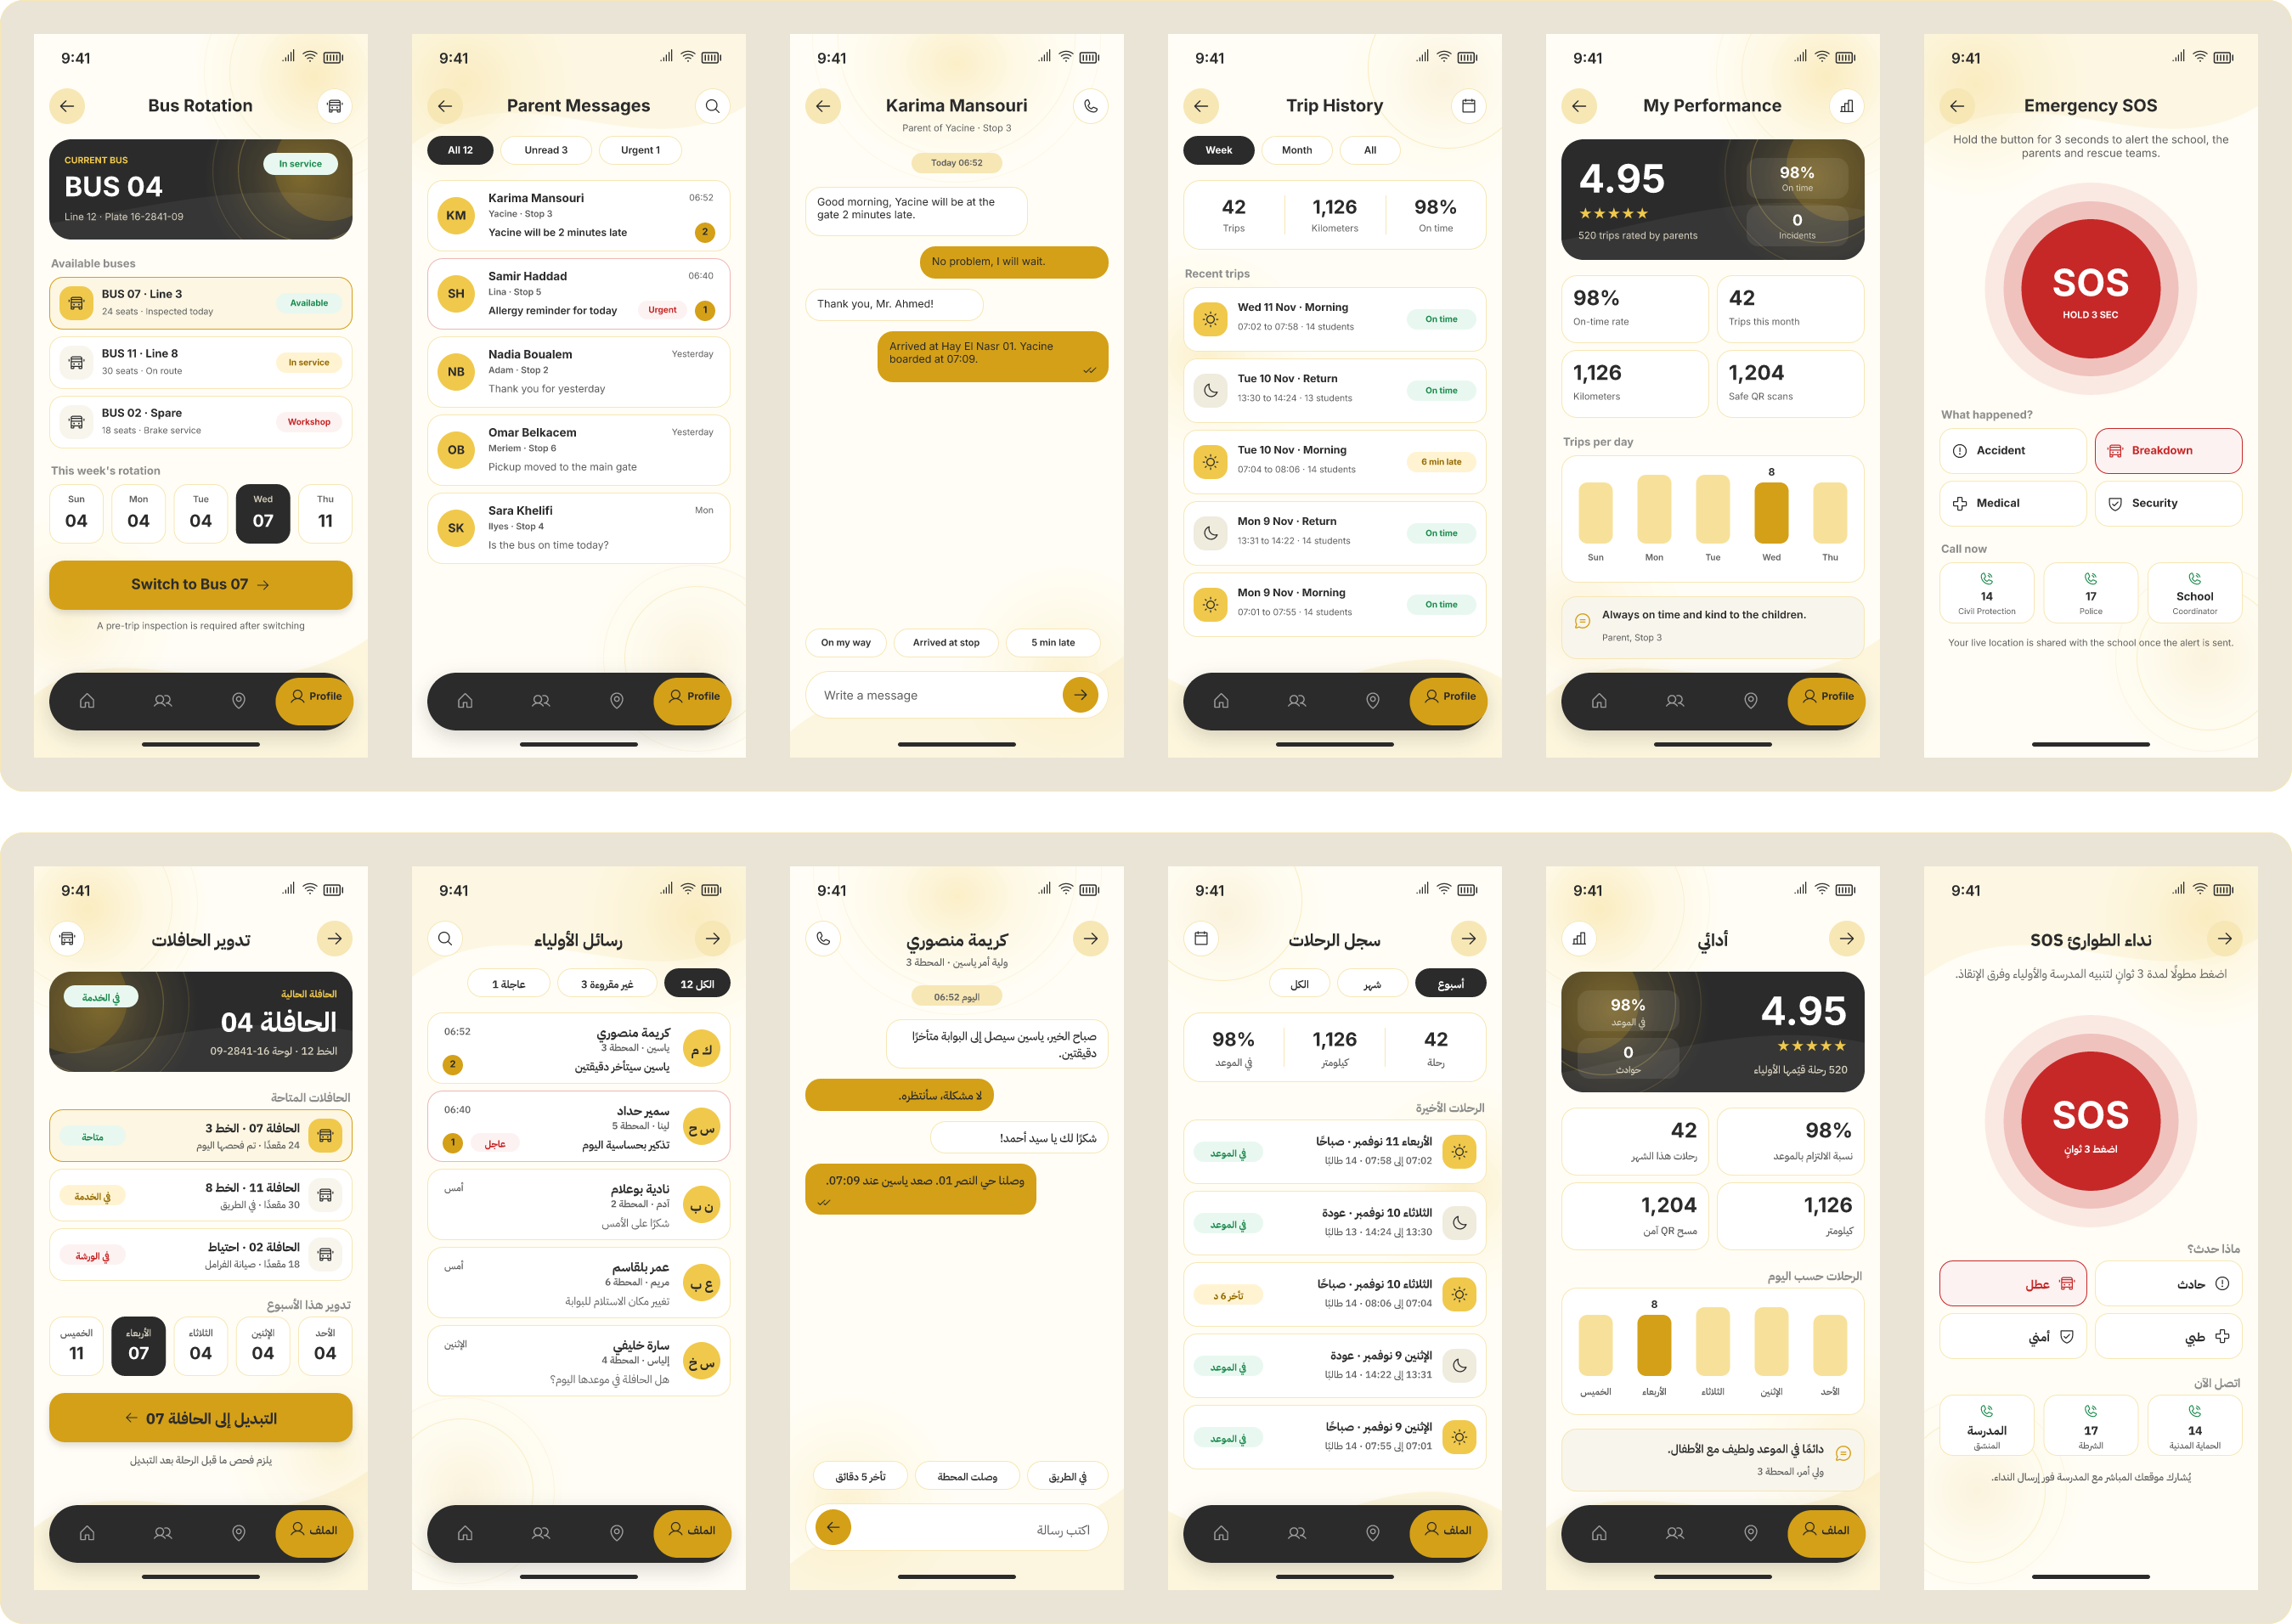 9:41
Bus Rotation
CURRENT BUS
In service
BUS 04
Line 12 · Plate 16-2841-09
Available buses
BUS 07 · Line 3
24 seats · Inspected today
Available
BUS 11 · Line 8
30 seats · On route
In service
BUS 02 · Spare
18 seats · Brake service
Workshop
This week's rotation
Sun Mon Tue Wed Thu
04 04 04 07 11
Switch to Bus 07
A pre-trip inspection is required after switching
Profile
9:41
Parent Messages
All 12 Unread 3 Urgent 1
KM
Karima Mansouri 06:52
Yacine · Stop 3
Yacine will be 2 minutes late 2
SH
Samir Haddad 06:40
Lina · Stop 5
Allergy reminder for today Urgent 1
NB
Nadia Boualem Yesterday
Adam · Stop 2
Thank you for yesterday
OB
Omar Belkacem Yesterday
Meriem · Stop 6
Pickup moved to the main gate
SK
Sara Khelifi Mon
Ilyes · Stop 4
Is the bus on time today?
Profile
9:41
Karima Mansouri
Parent of Yacine · Stop 3
Today 06:52
Good morning, Yacine will be at the
gate 2 minutes late.
No problem, I will wait.
Thank you, Mr. Ahmed!
Arrived at Hay El Nasr 01. Yacine
boarded at 07:09.
On my way Arrived at stop 5 min late
Write a message
9:41
Trip History
Week Month All
42 1,126 98%
Trips Kilometers On time
Recent trips
Wed 11 Nov · Morning
07:02 to 07:58 · 14 students
On time
Tue 10 Nov · Return
13:30 to 14:24 · 13 students
On time
Tue 10 Nov · Morning
07:04 to 08:06 · 14 students
6 min late
Mon 9 Nov · Return
13:31 to 14:22 · 14 students
On time
Mon 9 Nov · Morning
07:01 to 07:55 · 14 students
On time
Profile
9:41
My Performance
4.95
★★★★★
520 trips rated by parents
98%
On time
0
Incidents
98% 42
On-time rate Trips this month
1,126 1,204
Kilometers Safe QR scans
Trips per day
8
Sun Mon Tue Wed Thu
Always on time and kind to the children.
Parent, Stop 3
Profile
9:41
Emergency SOS
Hold the button for 3 seconds to alert the school, the
parents and rescue teams.
SOS
HOLD 3 SEC
What happened?
Accident Breakdown
Medical Security
Call now
14 17 School
Civil Protection Police Coordinator
Your live location is shared with the school once the alert is sent.
9:41
تدوير الحافلات
الحافلة الحالية
في الخدمة
الحافلة 04
الخط 12 · لوحة 16-2841-09
الحافلات المتاحة
الحافلة 07 · الخط 3
24 مقعدًا · تم فحصها اليوم
متاحة
الحافلة 11 · الخط 8
30 مقعدًا · في الطريق
في الخدمة
الحافلة 02 · احتياط
18 مقعدًا · صيانة الفرامل
في الورشة
تدوير هذا الأسبوع
الأحد الإثنين الثلاثاء الأربعاء الخميس
04 04 04 07 11
التبديل إلى الحافلة 07
يلزم فحص ما قبل الرحلة بعد التبديل
الملف
9:41
رسائل الأولياء
الكل 12 غير مقروءة 3 عاجلة 1
ك م
كريمة منصوري 06:52
ياسين · المحطة 3
ياسين سيتأخر دقيقتين 2
س ح
سمير حداد 06:40
لينا · المحطة 5
تذكير بحساسية اليوم عاجل 1
ن ب
نادية بوعلام أمس
آدم · المحطة 2
شكرًا على الأمس
ع ب
عمر بلقاسم أمس
مريم · المحطة 6
تغيير مكان الاستلام للبوابة
س خ
سارة خليفي الإثنين
إلياس · المحطة 4
هل الحافلة في موعدها اليوم؟
الملف
9:41
كريمة منصوري
ولية أمر ياسين · المحطة 3
اليوم 06:52
صباح الخير، ياسين سيصل إلى البوابة متأخرًا
دقيقتين.
لا مشكلة، سأنتظره.
شكرًا لك يا سيد أحمد!
وصلنا حي النصر 01. صعد ياسين عند 07:09.
في الطريق وصلت المحطة تأخر 5 دقائق
اكتب رسالة
9:41
سجل الرحلات
أسبوع شهر الكل
42 1,126 98%
رحلة كيلومتر في الموعد
الرحلات الأخيرة
الأربعاء 11 نوفمبر · صباحًا
07:02 إلى 07:58 · 14 طالبًا
في الموعد
الثلاثاء 10 نوفمبر · عودة
13:30 إلى 14:24 · 13 طالبًا
في الموعد
الثلاثاء 10 نوفمبر · صباحًا
07:04 إلى 08:06 · 14 طالبًا
تأخر 6 د
الإثنين 9 نوفمبر · عودة
13:31 إلى 14:22 · 14 طالبًا
في الموعد
الإثنين 9 نوفمبر · صباحًا
07:01 إلى 07:55 · 14 طالبًا
في الموعد
الملف
9:41
أدائي
4.95
★★★★★
520 رحلة قيّمها الأولياء
98%
في الموعد
0
حوادث
98% 42
نسبة الالتزام بالموعد رحلات هذا الشهر
1,126 1,204
كيلومتر مسح QR آمن
الرحلات حسب اليوم
8
الأحد الإثنين الثلاثاء الأربعاء الخميس
دائمًا في الموعد ولطيف مع الأطفال.
ولي أمر، المحطة 3
الملف
9:41
نداء الطوارئ SOS
اضغط مطولًا لمدة 3 ثوانٍ لتنبيه المدرسة والأولياء وفرق الإنقاذ.
SOS
اضغط 3 ثوانٍ
ماذا حدث؟
حادث عطل
طبي أمني
اتصل الآن
14 17 المدرسة
الحماية المدنية الشرطة المنسّق
يُشارك موقعك المباشر مع المدرسة فور إرسال النداء.